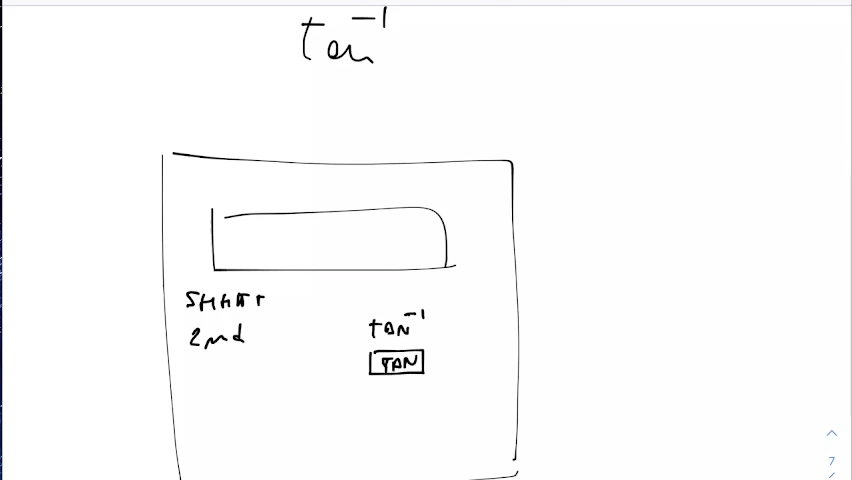 tan⁻¹
SHIFT
2nd
tAN⁻¹
TAN
7